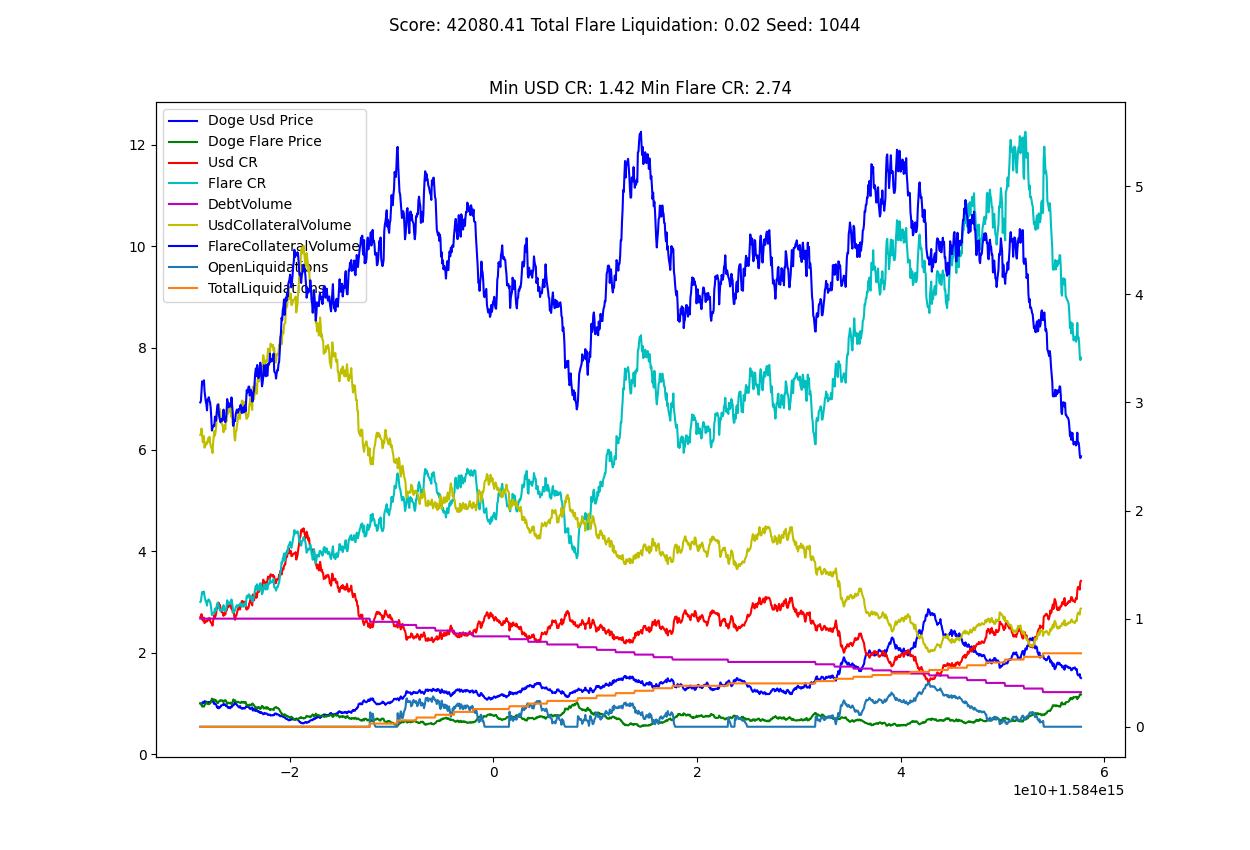 Score: 42080.41 Total Flare Liquidation: 0.02 Seed: 1044
Min USD CR: 1.42 Min Flare CR: 2.74
Doge Usd Price
Doge Flare Price
Usd CR
Flare CR
DebtVolume
UsdCollateralVolume
FlareCollateralVolume
OpenLiquidations
TotalLiquidations
12
10
8
6
4
2
0
5
4
3
2
1
0
−2
0
2
4
6
1e10+1.584e15